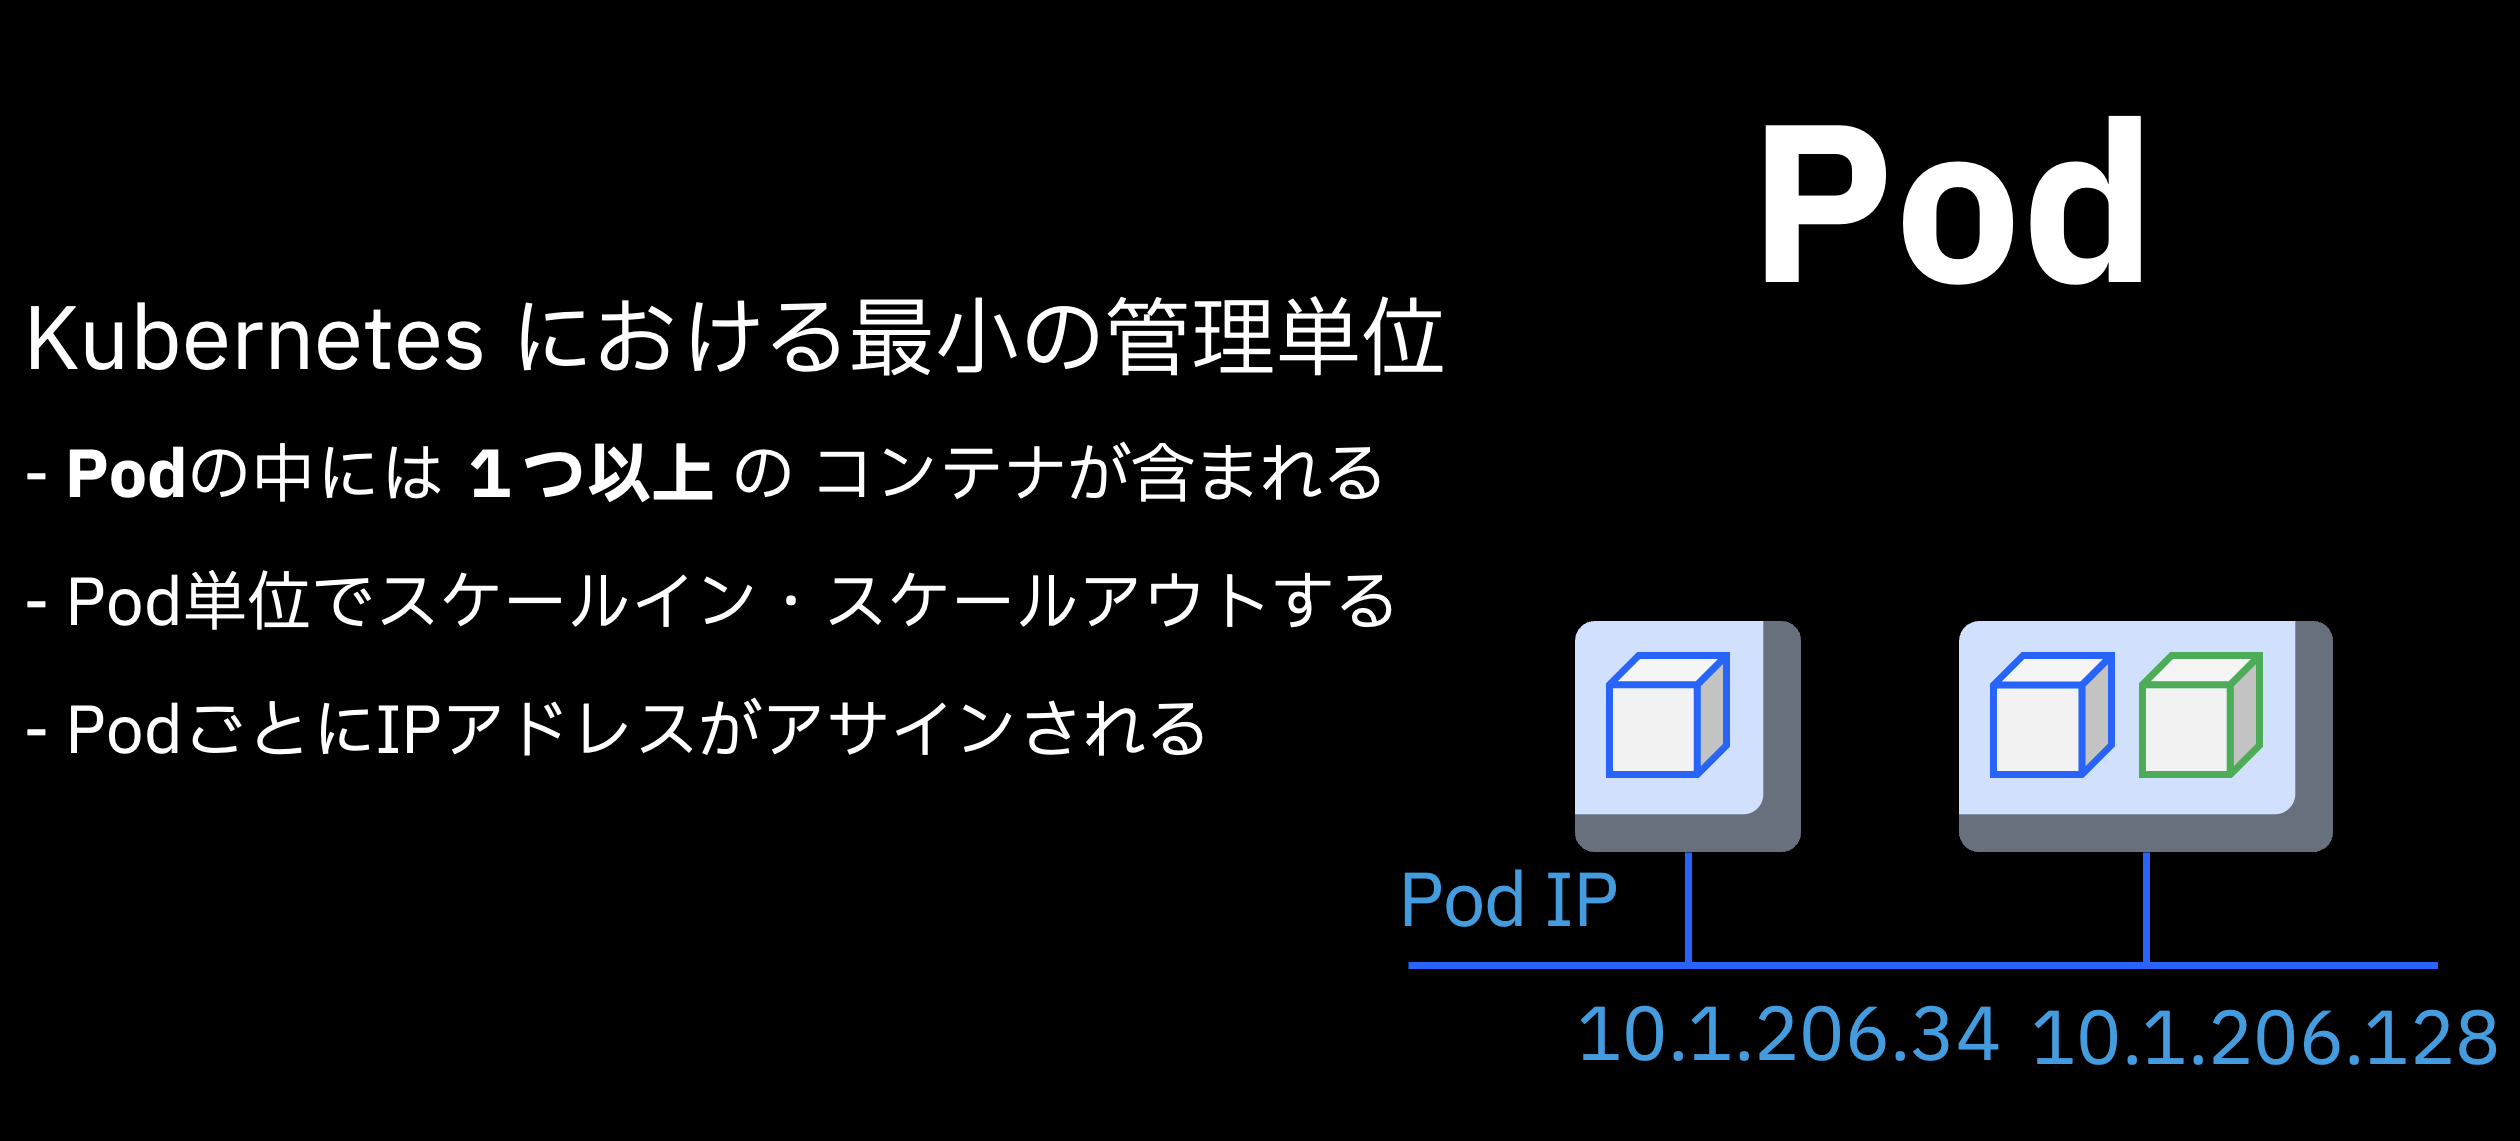 Pod
Kubernetes における最小の管理単位
- Podの中には 1つ以上 の コンテナが含まれる
- Pod単位でスケールイン・スケールアウトする
- PodごとにIPアドレスがアサインされる
Pod IP
10.1.206.34
10.1.206.128